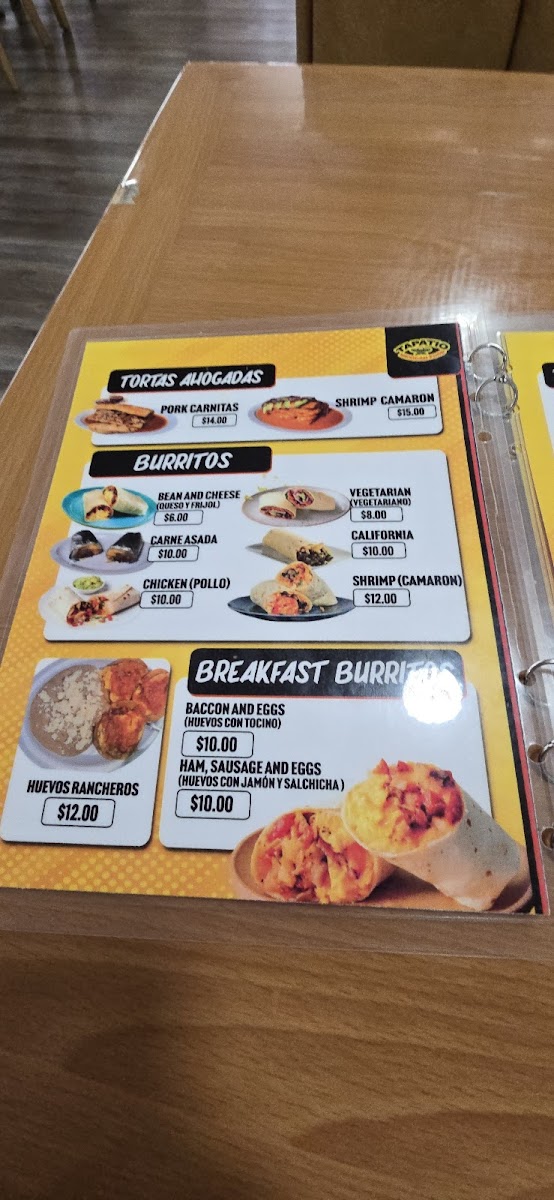 TAPATIO
TORTAS AHOGADAS
PORK CARNITAS
$14.00
SHRIMP CAMARON
$15.00
BURRITOS
BEAN AND CHEESE
(QUESO Y FRIJOL)
$6.00
VEGETARIAN
(VEGETARIANO)
$8.00
CARNE ASADA
$10.00
CALIFORNIA
$10.00
CHICKEN (POLLO)
$10.00
SHRIMP (CAMARON)
$12.00
HUEVOS RANCHEROS
$12.00
BREAKFAST BURRITOS
BACCON AND EGGS
(HUEVOS CON TOCINO)
$10.00
HAM, SAUSAGE AND EGGS
(HUEVOS CON JAMÓN Y SALCHICHA )
$10.00